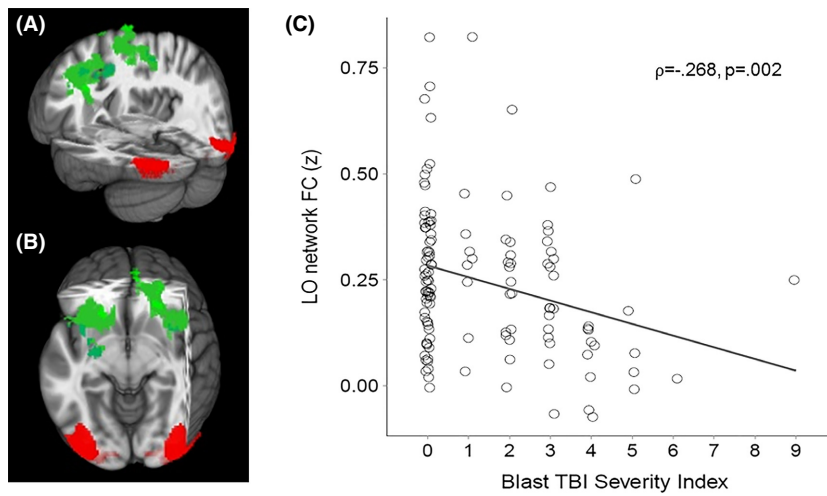 (A)
(B)
(C)
ρ=-.268, p=.002
LO network FC (z)
0.75
0.50
0.25
0.00
0 1 2 3 4 5 6 7 8 9
Blast TBI Severity Index